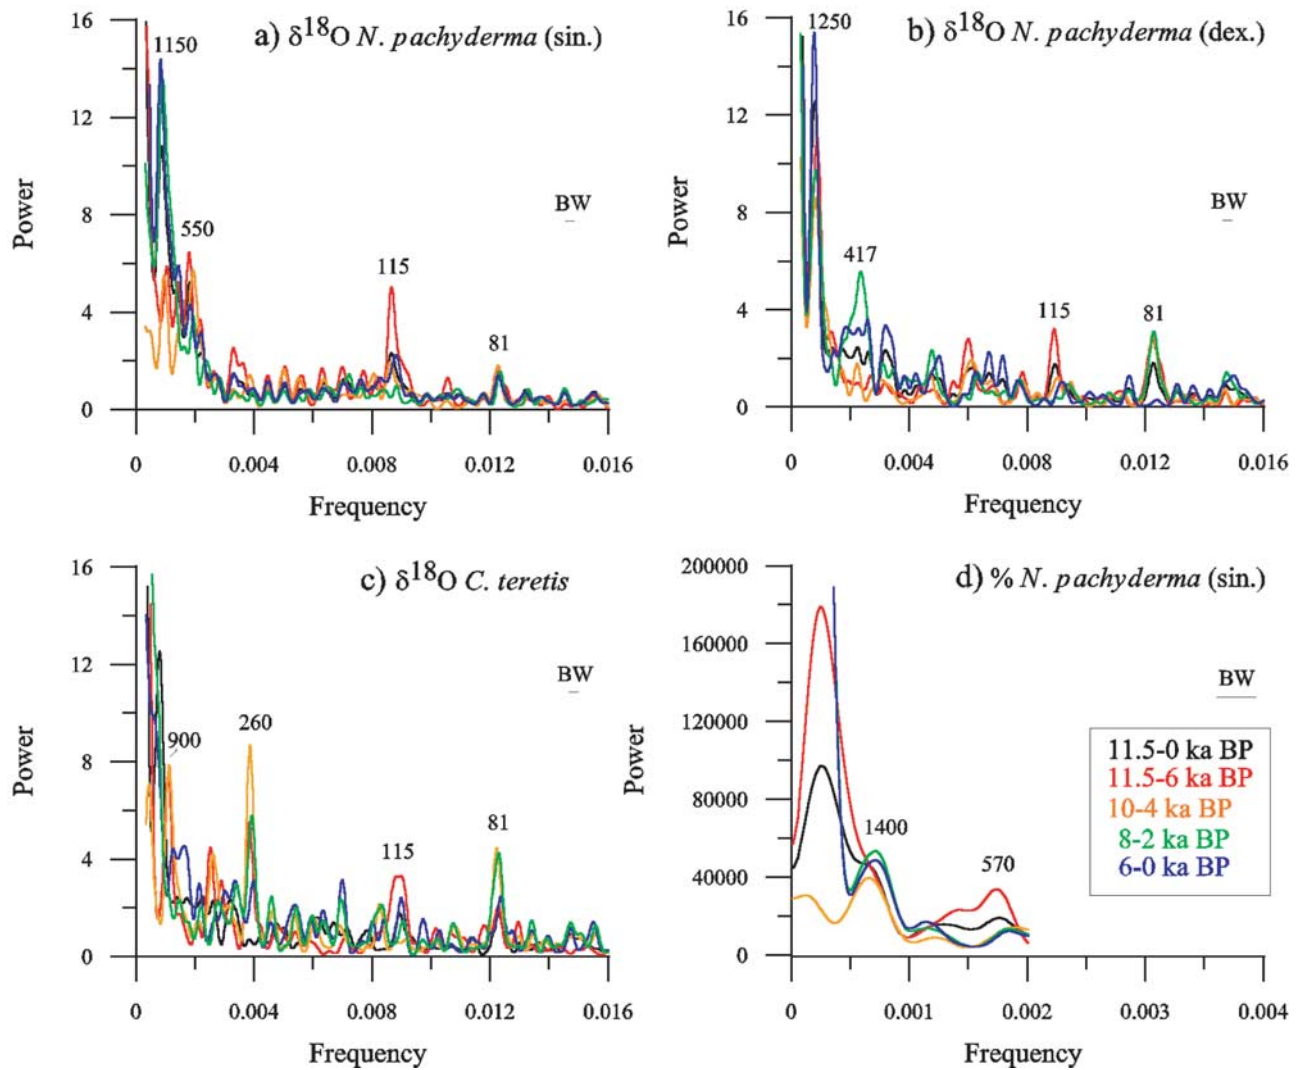 a) δ18O N. pachyderma (sin.)
16
12
8
4
0
Power
1150
550
115
81
BW
0
0.004
0.008
0.012
0.016
Frequency
b) δ18O N. pachyderma (dex.)
16
12
8
4
0
Power
1250
417
115
81
BW
0
0.004
0.008
0.012
0.016
Frequency
c) δ18O C. teretis
16
12
8
4
0
Power
900
260
115
81
BW
0
0.004
0.008
0.012
0.016
Frequency
d) % N. pachyderma (sin.)
200000
160000
120000
80000
40000
0
Power
1400
570
BW
11.5-0 ka BP
11.5-6 ka BP
10-4 ka BP
8-2 ka BP
6-0 ka BP
0
0.001
0.002
0.003
0.004
Frequency